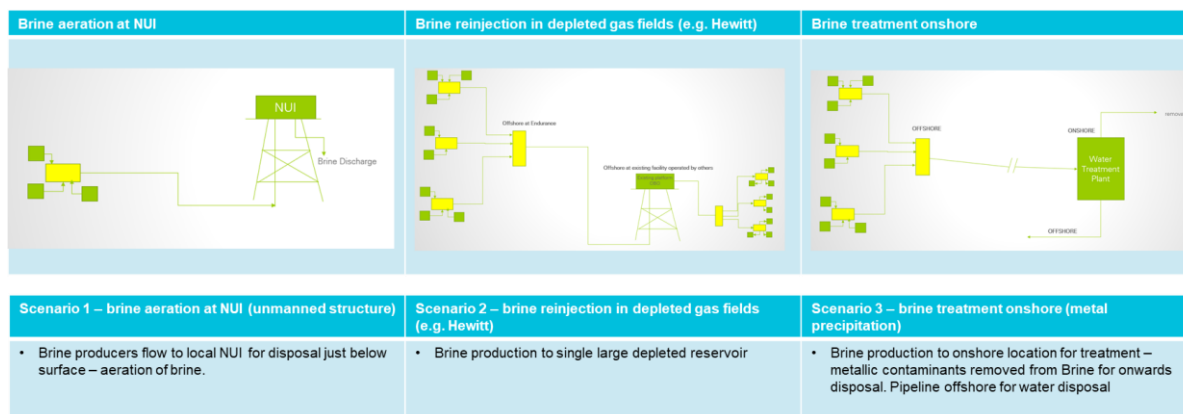 Brine aeration at NUI
Brine reinjection in depleted gas fields (e.g. Hewitt)
Brine treatment onshore
NUI
Brine Discharge
Offshore at Endurance
Offshore at existing facility operated by others
OFFSHORE
ONSHORE
Water
Treatment
Plant
OFFSHORE
Scenario 1 – brine aeration at NUI (unmanned structure)
Scenario 2 – brine reinjection in depleted gas fields
(e.g. Hewitt)
Scenario 3 – brine treatment onshore (metal
precipitation)
• Brine producers flow to local NUI for disposal just below
surface – aeration of brine.
• Brine production to single large depleted reservoir
• Brine production to onshore location for treatment –
metallic contaminants removed from Brine for onwards
disposal. Pipeline offshore for water disposal